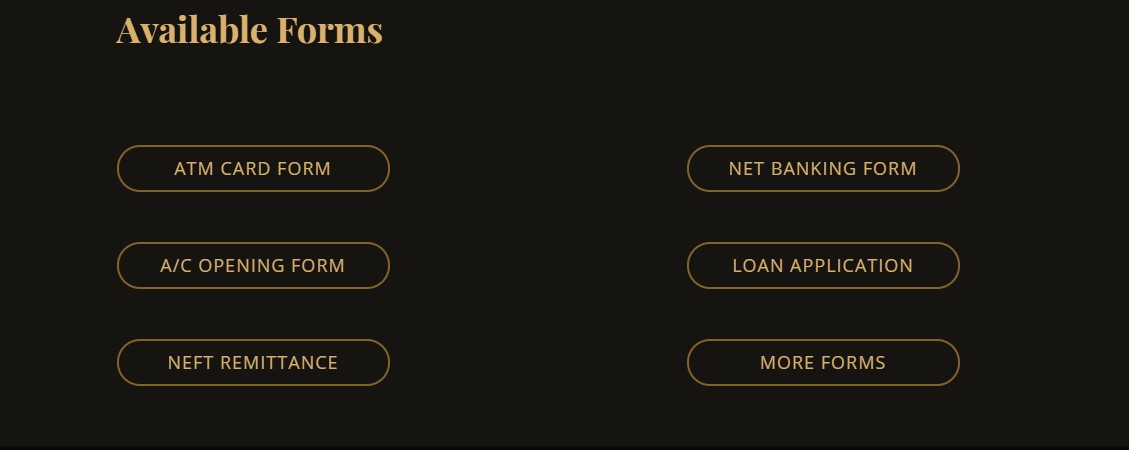 Available Forms
ATM CARD FORM
NET BANKING FORM
A/C OPENING FORM
LOAN APPLICATION
NEFT REMITTANCE
MORE FORMS